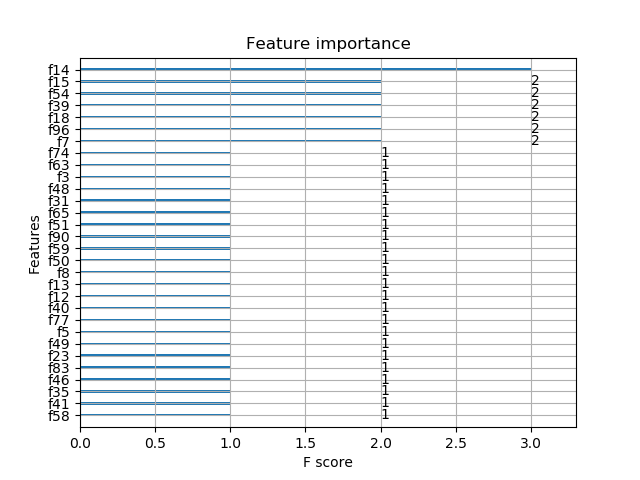 Feature importance
f14
f15 2
f54 2
f39 2
f18 2
f96 2
f7 2
f74 1
f63 1
f3 1
f48 1
f31 1
f65 1
f51 1
f90 1
f59 1
f50 1
f8 1
f13 1
f12 1
f40 1
f77 1
f5 1
f49 1
f23 1
f83 1
f46 1
f35 1
f41 1
f58 1
Features
0.0 0.5 1.0 1.5 2.0 2.5 3.0
F score